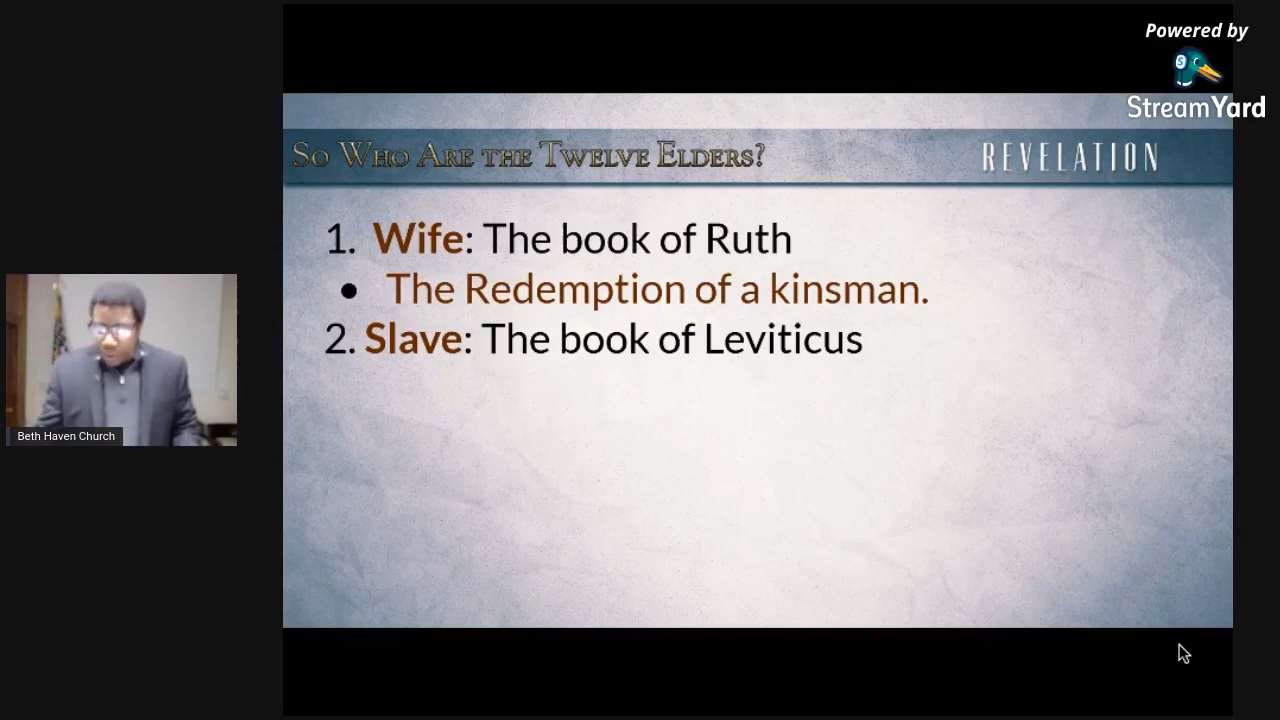 Powered by
StreamYard
So Who Are the Twelve Elders?
REVELATION
1. Wife: The book of Ruth
• The Redemption of a kinsman.
2. Slave: The book of Leviticus
Beth Haven Church